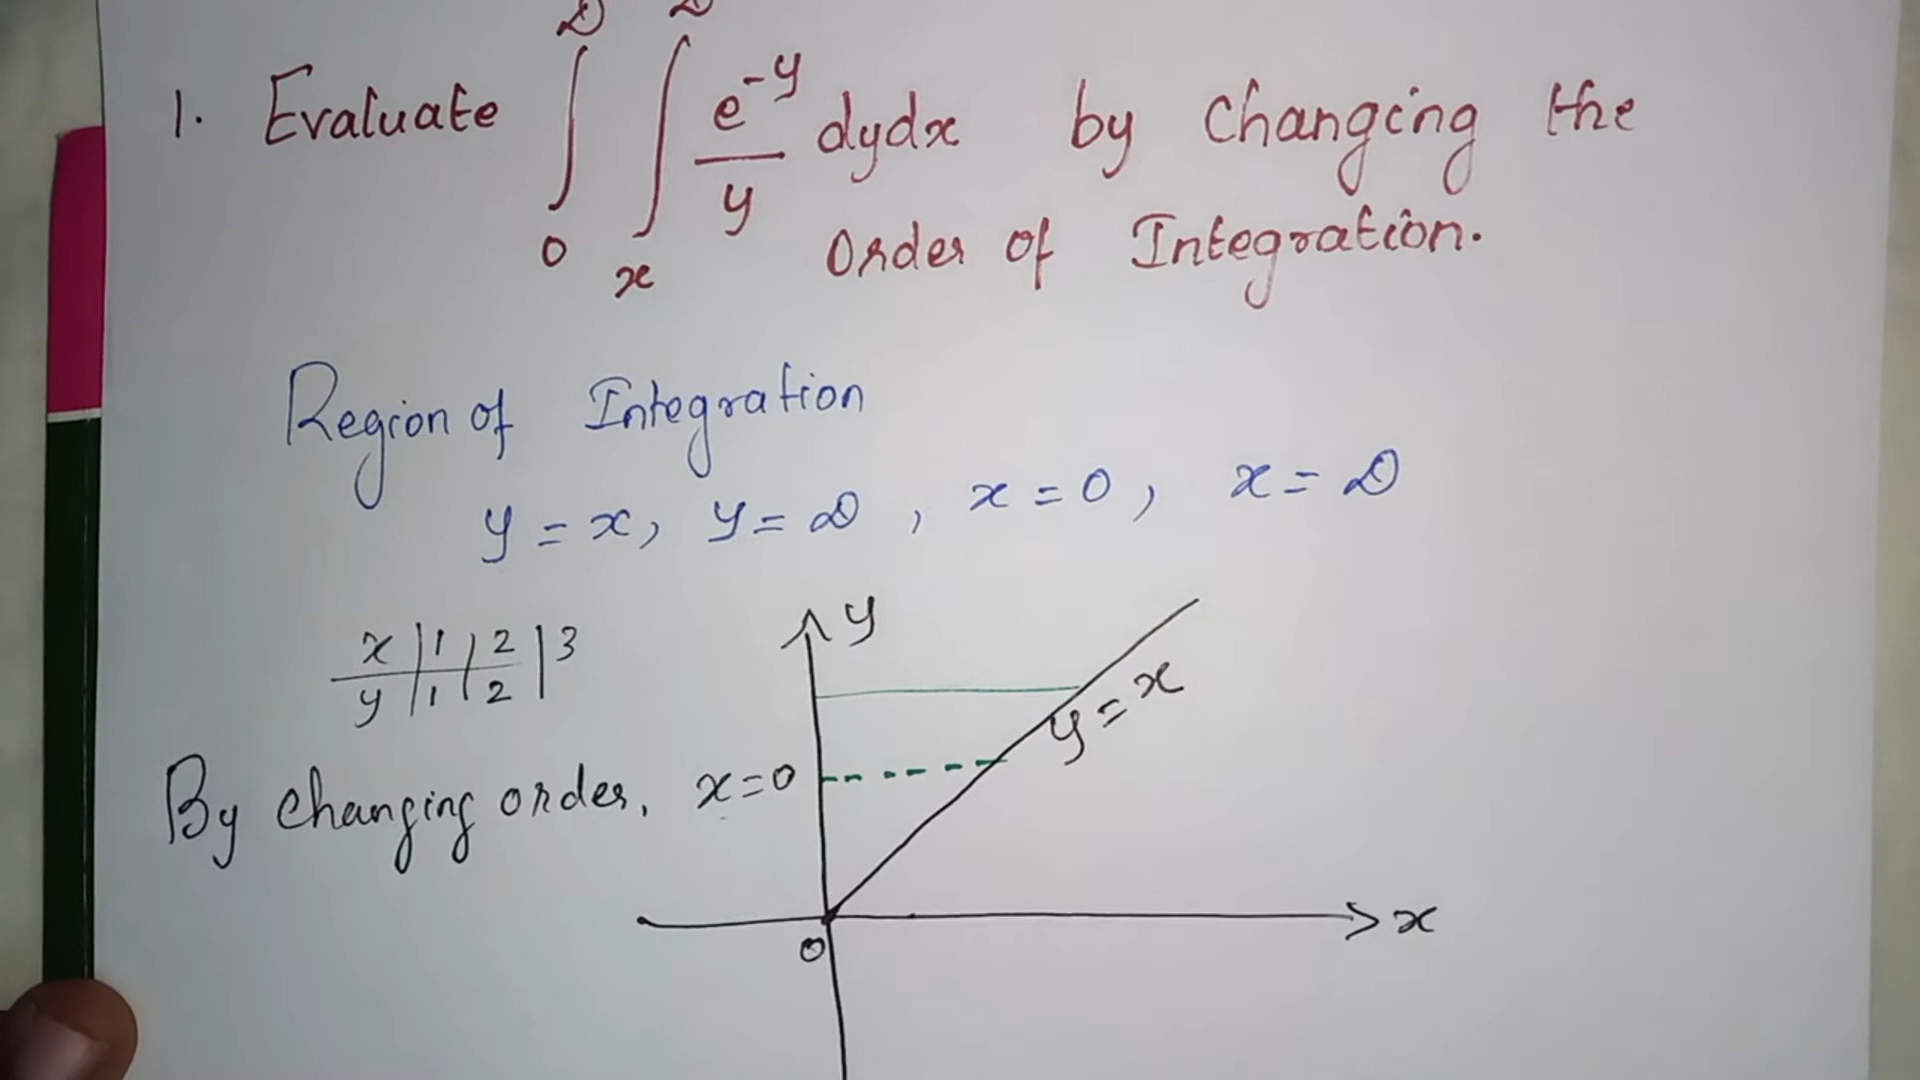 1. Evaluate ∫₀^∞ ∫ₓ^∞ e^-y / y dydx by changing the
Order of Integration.
Region of Integration
y = x, y = ∞, x = 0, x = ∞
x | 1 | 2 | 3
y | 1 | 2 |
y
y = x
By changing order, x=0
x
0